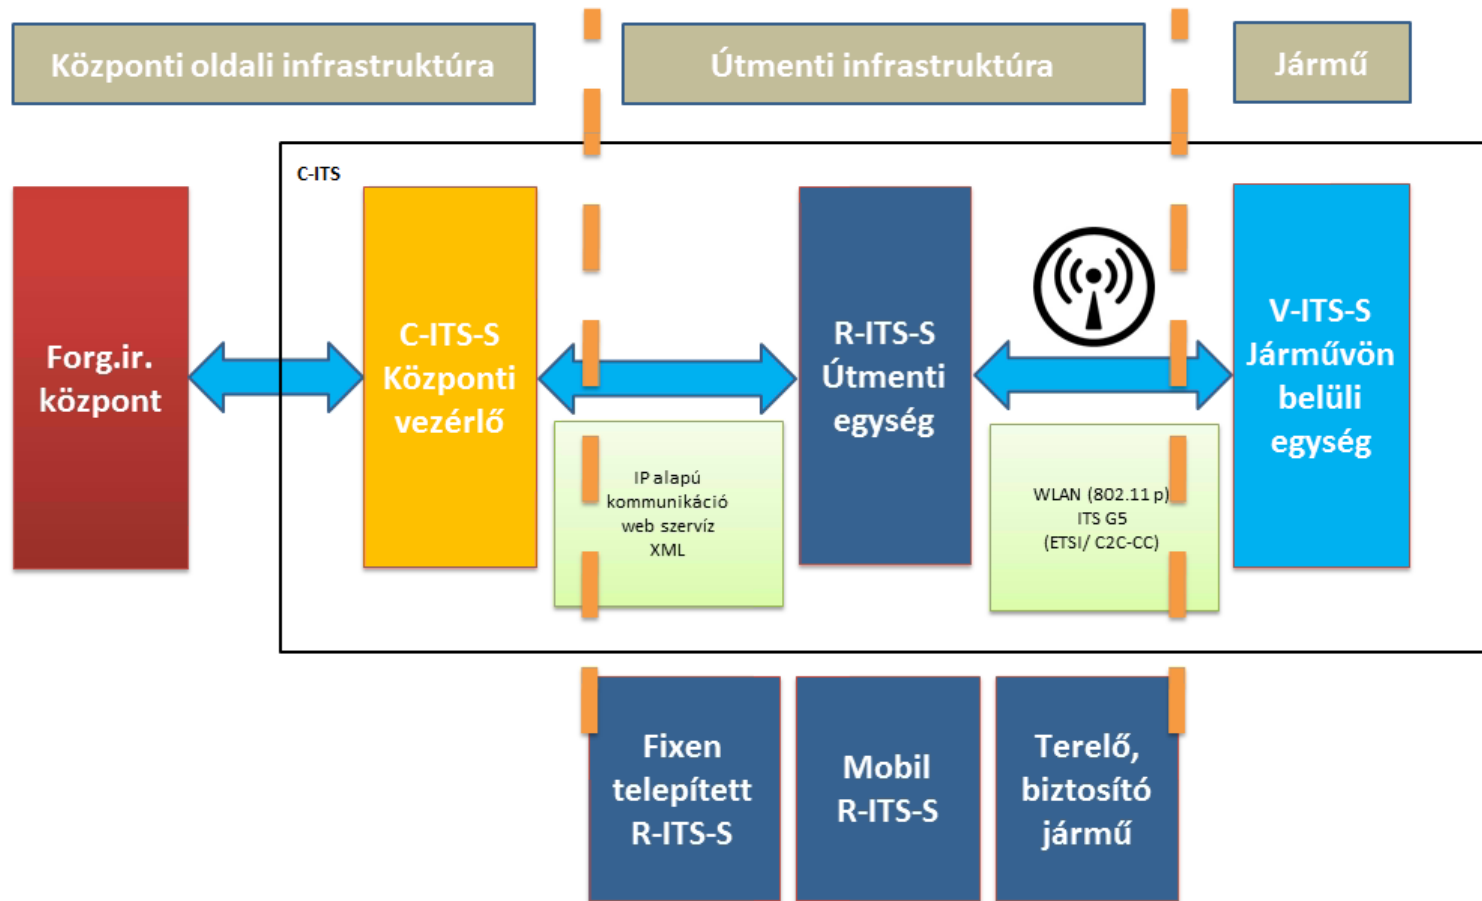 Központi oldali infrastruktúra
Útmenti infrastruktúra
Jármű
C-ITS
Forg.ir.
központ
C-ITS-S
Központi
vezérlő
IP alapú
kommunikáció
web szervíz
XML
R-ITS-S
Útmenti
egység
WLAN (802.11 p)
ITS G5
(ETSI/ C2C-CC)
V-ITS-S
Járművön
belüli
egység
Fixen
telepített
R-ITS-S
Mobil
R-ITS-S
Terelő,
biztosító
jármű